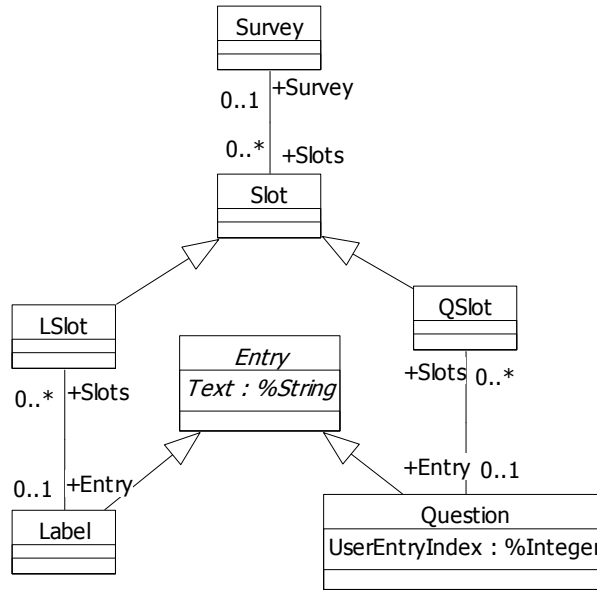 Survey
+Survey
0..1
0..*
+Slots
Slot
LSlot
QSlot
Entry
Text : %String
+Slots
0..*
0..*
+Slots
+Entry
0..1
0..1
+Entry
Label
Question
UserEntryIndex : %Integer